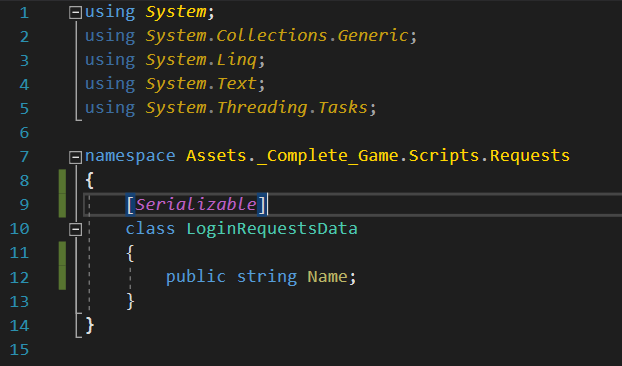 1 using System;
2 using System.Collections.Generic;
3 using System.Linq;
4 using System.Text;
5 using System.Threading.Tasks;
6
7 namespace Assets._Complete_Game.Scripts.Requests
8 {
9 [Serializable]
10 class LoginRequestsData
11 {
12 public string Name;
13 }
14 }
15